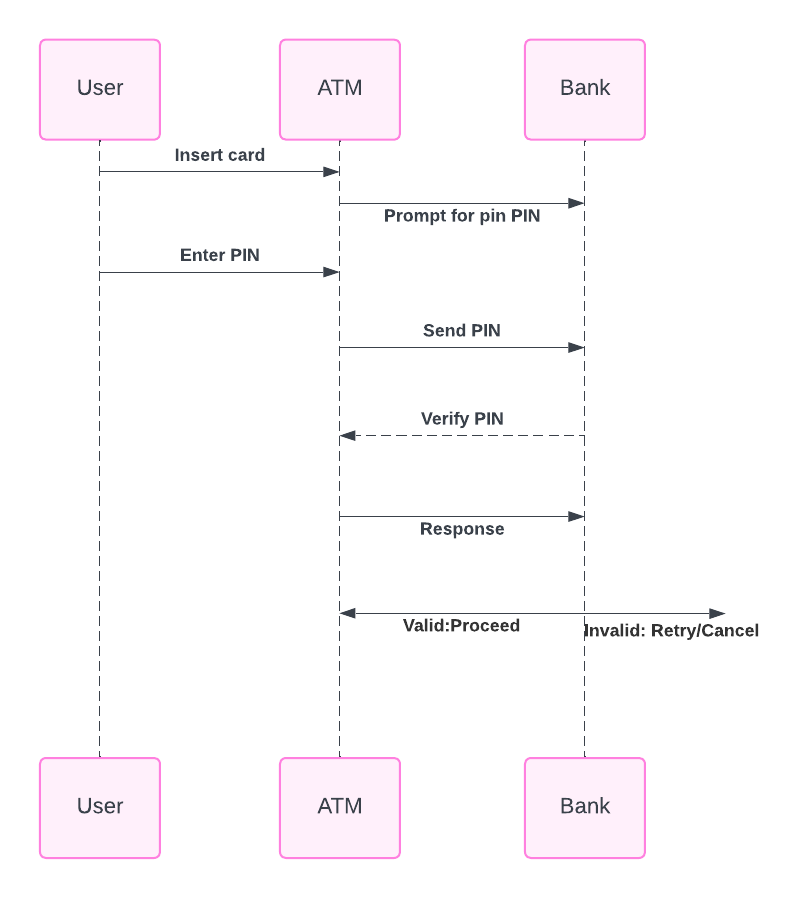 User
ATM
Bank
Insert card
Prompt for pin PIN
Enter PIN
Send PIN
Verify PIN
Response
Valid:Proceed
Invalid: Retry/Cancel
User
ATM
Bank